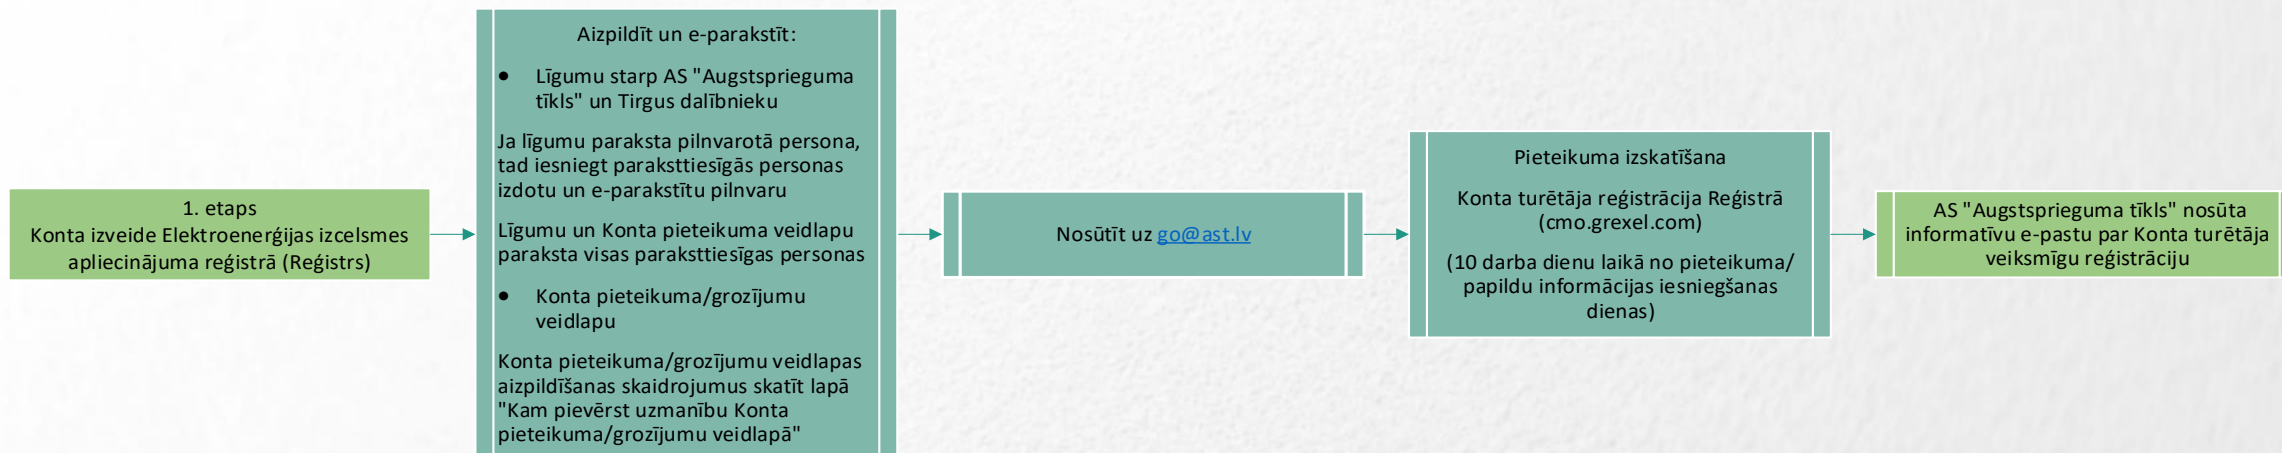 1. etaps
Konta izveide Elektroenerģijas izcelsmes
apliecinājuma reģistrā (Reģistrs)
Aizpildīt un e-parakstīt:
• Līgumu starp AS "Augstsprieguma
tīkls" un Tirgus dalībnieku
Ja līgumu paraksta pilnvarotā persona,
tad iesniegt paraksttiesīgās personas
izdotu un e-parakstītu pilnvaru
Līgumu un Konta pieteikuma veidlapu
paraksta visas paraksttiesīgas personas
• Konta pieteikuma/grozījumu
veidlapu
Konta pieteikuma/grozījumu veidlapas
aizpildīšanas skaidrojumus skatīt lapā
"Kam pievērst uzmanību Konta
pieteikuma/grozījumu veidlapā"
Nosūtīt uz go@ast.lv
Pieteikuma izskatīšana
Konta turētāja reģistrācija Reģistrā
(cmo.grexel.com)
(10 darba dienu laikā no pieteikuma/
papildu informācijas iesniegšanas
dienas)
AS "Augstsprieguma tīkls" nosūta
informatīvu e-pastu par Konta turētāja
veiksmīgu reģistrāciju